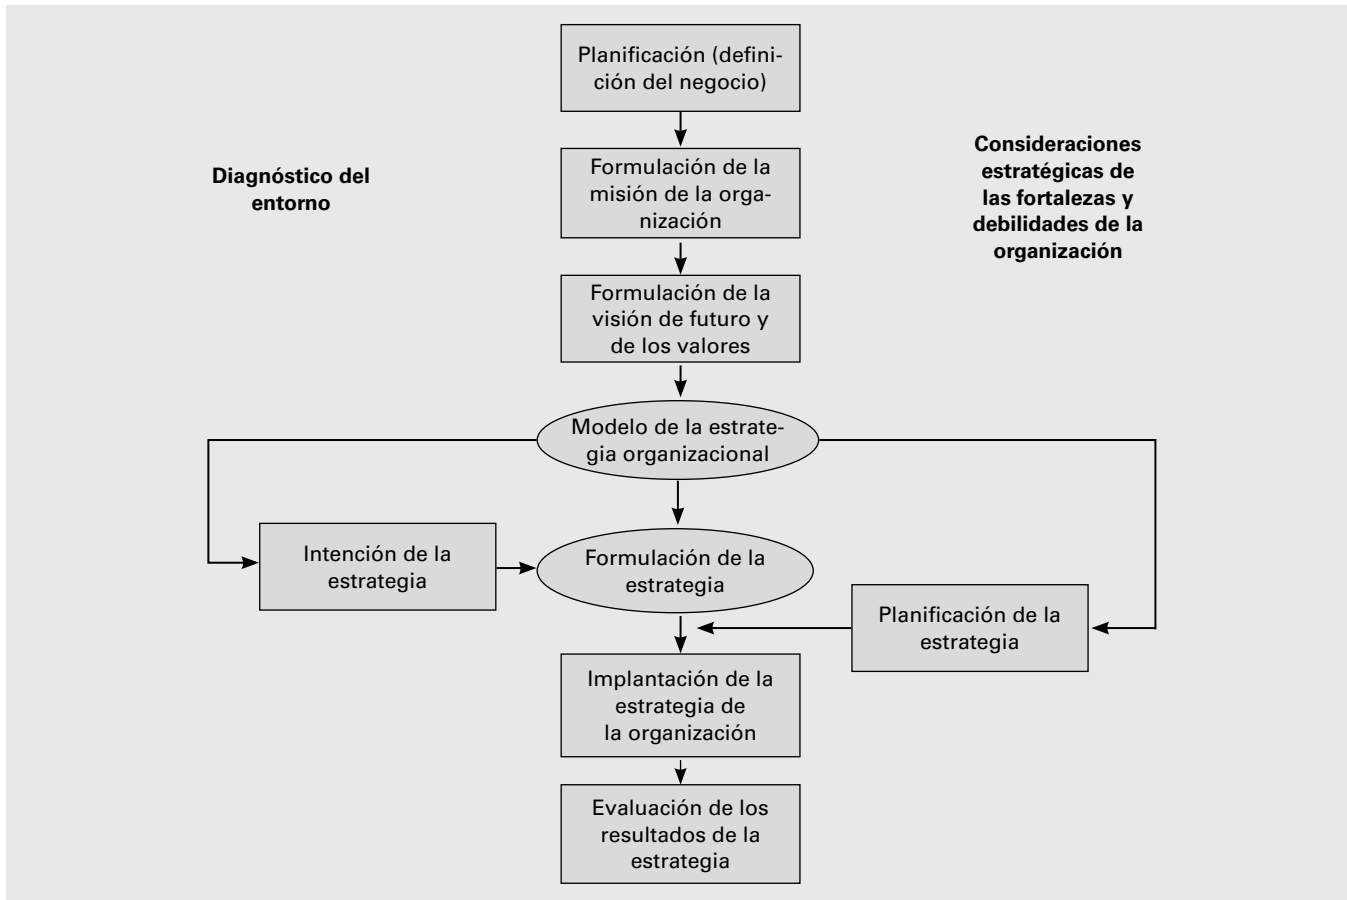 Planificación (defini-
ción del negocio)
Diagnóstico del
entorno
Formulación de la
misión de la orga-
nización
Consideraciones
estratégicas de
las fortalezas y
debilidades de la
organización
Formulación de la
visión de futuro y
de los valores
Modelo de la estrate-
gia organizacional
Intención de la
estrategia
Formulación de la
estrategia
Planificación de la
estrategia
Implantación de la
estrategia de
la organización
Evaluación de los
resultados de la
estrategia